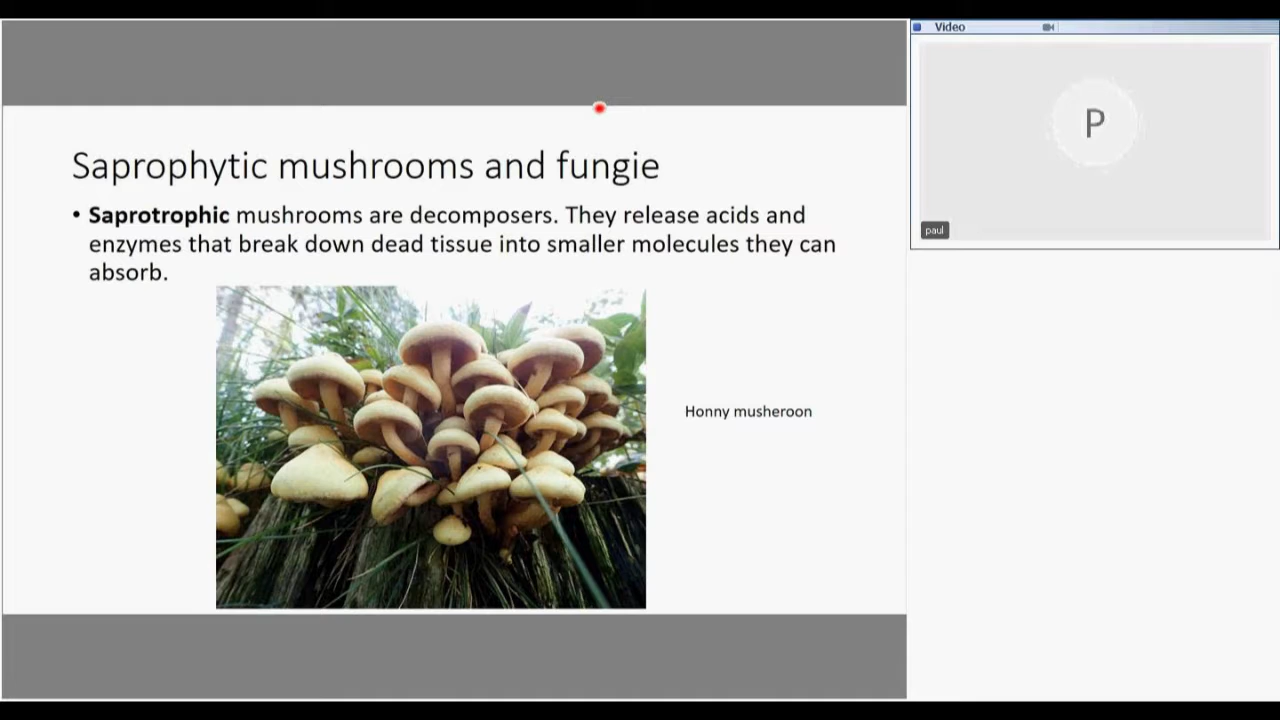 Saprophytic mushrooms and fungie
• Saprotrophic mushrooms are decomposers. They release acids and
enzymes that break down dead tissue into smaller molecules they can
absorb.
Honny musheroon
Video
P
paul